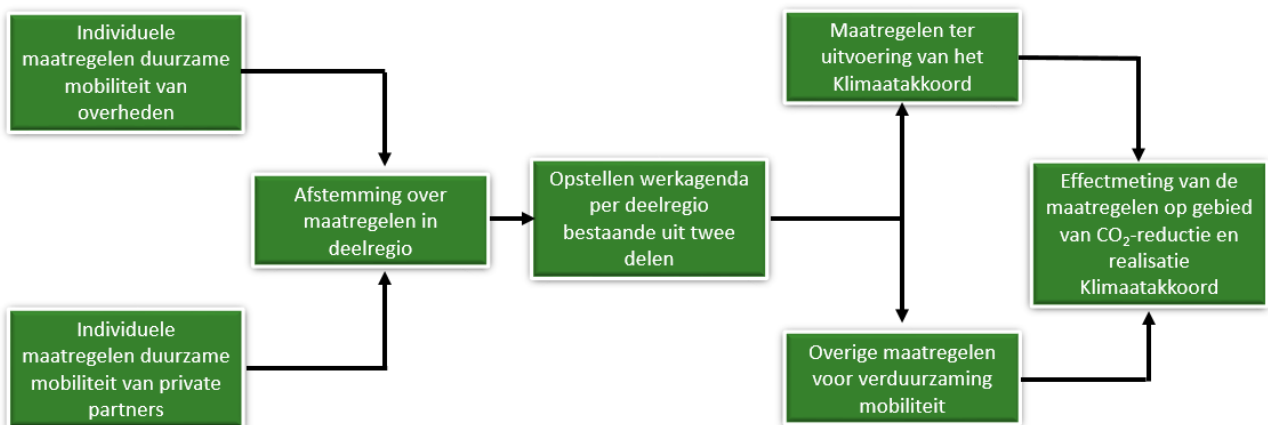 Individuele
maatregelen duurzame
mobiliteit van
overheden
Individuele
maatregelen duurzame
mobiliteit van private
partners
Afstemming over
maatregelen in
deelregio
Opstellen werkagenda
per deelregio
bestaande uit twee
delen
Maatregelen ter
uitvoering van het
Klimaatakkoord
Overige maatregelen
voor verduurzaming
mobiliteit
Effectmeting van de
maatregelen op gebied
van CO₂-reductie en
realisatie
Klimaatakkoord